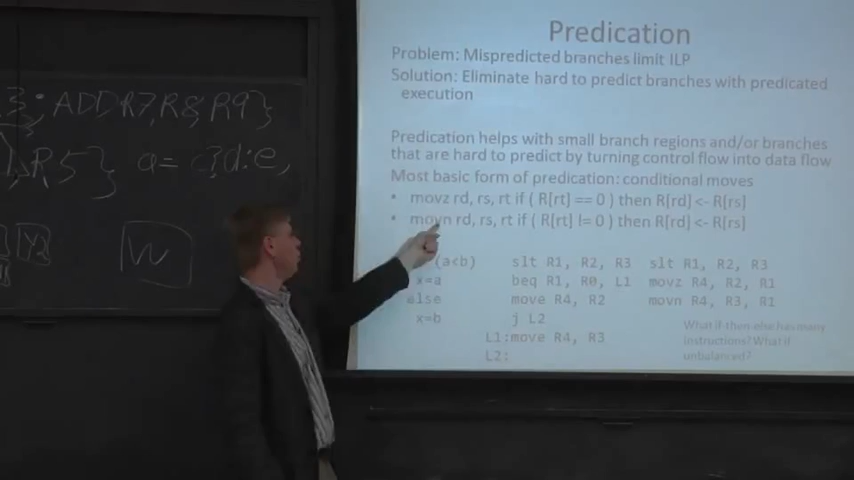 3: ADD R7, R8, R9}
, R5} a= c?d:e,
Y2
W
Predication
Problem: Mispredicted branches limit ILP
Solution: Eliminate hard to predict branches with predicated
execution
Predication helps with small branch regions and/or branches
that are hard to predict by turning control flow into data flow
Most basic form of predication: conditional moves
• movz rd, rs, rt if ( R[rt] == 0 ) then R[rd] <- R[rs]
• movn rd, rs, rt if ( R[rt] != 0 ) then R[rd] <- R[rs]
(a<b)
x=a
else
x=b
slt R1, R2, R3
beq R1, R0, L1
move R4, R2
j L2
L1:move R4, R3
L2:
slt R1, R2, R3
movz R4, R2, R1
movn R4, R3, R1
What if then else has many
instructions? What if
unbalanced?